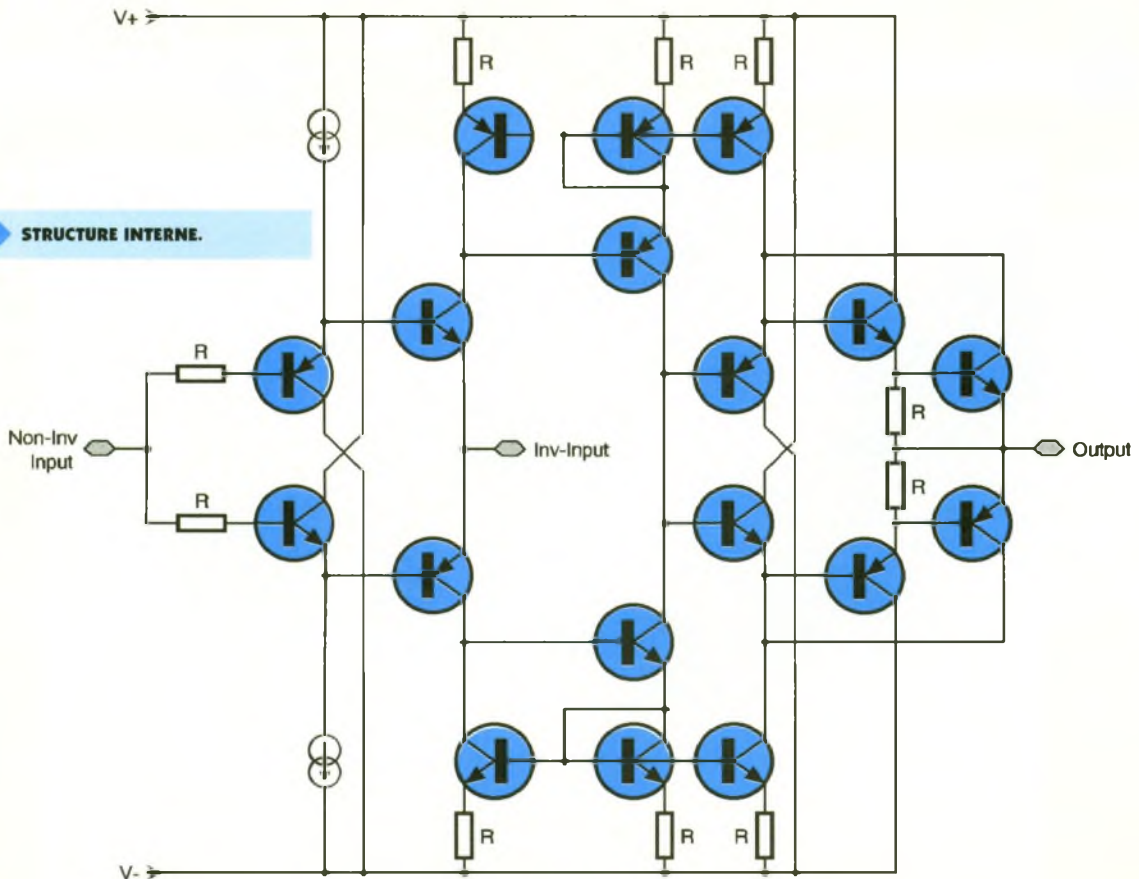 V+
R
R
R
STRUCTURE INTERNE.
R
Non-Inv
Input
Inv-Input
R
Output
R
R
R
R
R
V-